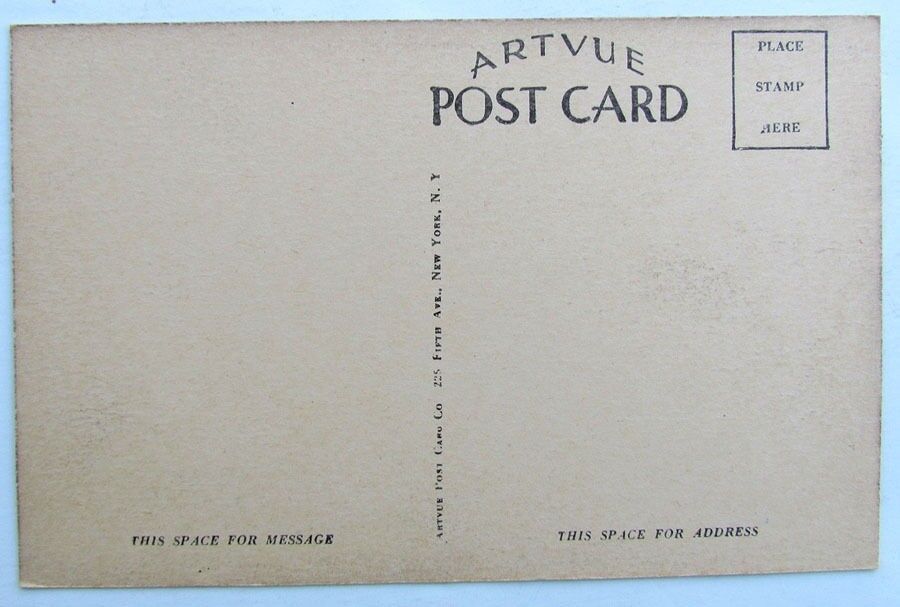 ARTVUE
POST CARD
PLACE
STAMP
HERE
ARTVUE POST CARD CO 225 FIFTH AVE., NEW YORK, N. Y
THIS SPACE FOR MESSAGE
THIS SPACE FOR ADDRESS